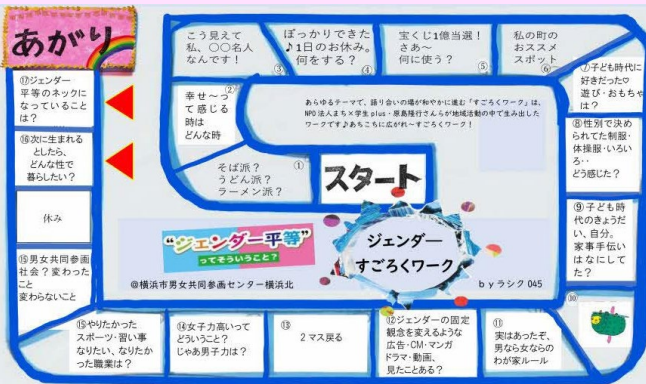 あがり
こう見えて
私、〇〇名人
なんです!
③
ぽっかりできた
♪1日のお休み。
何をする?
④
宝くじ1億当選!
さあ〜
何に使う?
⑤
私の町の
おススメ
スポット
⑥
⑦子ども時代に
好きだった♡
遊び・おもちゃ
は?
⑰ジェンダー
平等のネックに
なっていること
は?
②
幸せ〜っ
て 感じる
時は
どんな時
あらゆるテーマで、語り合いの場が和やかに進む「すごろくワーク」は、
NPO法人まち×学生plus・原島隆行さんらが地域活動の中で生み出した
ワークです♪あちこちに広がれ〜すごろくワーク!
⑧性別で決め
られてた制服・
体操服・いろい
ろ・・
どう感じた?
⑯次に生まれる
としたら、
どんな性で
暮らしたい?
そば派?
うどん派?
ラーメン派?
①
スタート
休み
⑨子ども時
代のきょうだ
い、自分。
家事手伝い
はなにして
た?
“ジェンダー平等”
ってそういうこと?
ジェンダー
すごろくワーク
@横浜市男女共同参画センター横浜北
byラシク045
⑮男女共同参画
社会?変わった
こと
変わらないこと
⑩
⑮やりたかった
スポーツ・習い事
なりたい、なりたか
った職業は?
⑭女子力高いって
どういうこと?
じゃあ男子力は?
⑬
2マス戻る
⑫ジェンダーの固定
観念を変えるような
広告・CM・マンガ
ドラマ・動画、
見たことある?
⑪
実はあったぞ、
男なら女ならの
わが家ルール